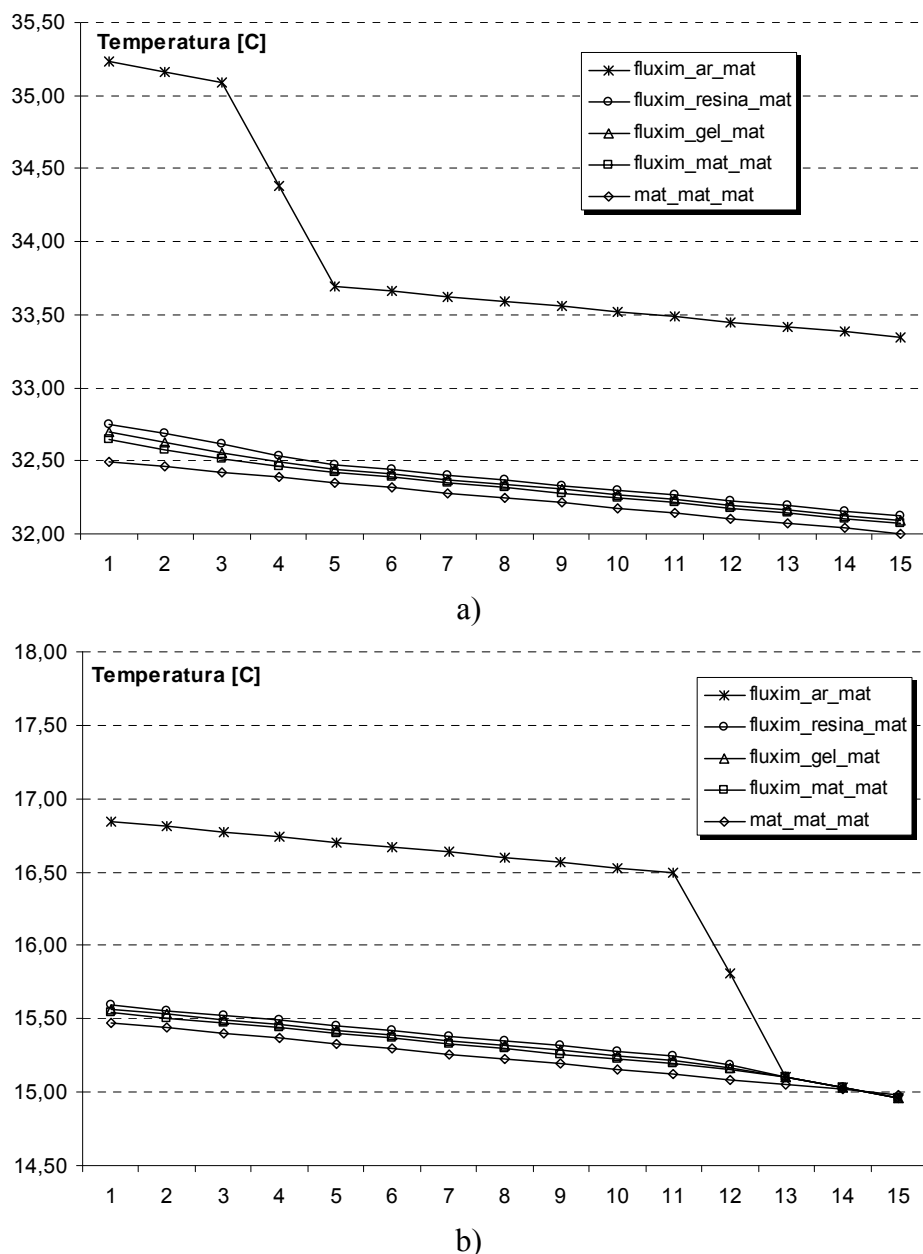 35,50
Temperatura [C]
35,00
34,50
34,00
33,50
33,00
32,50
32,00
fluxim_ar_mat
fluxim_resina_mat
fluxim_gel_mat
fluxim_mat_mat
mat_mat_mat
1 2 3 4 5 6 7 8 9 10 11 12 13 14 15
a)
18,00
Temperatura [C]
17,50
17,00
16,50
16,00
15,50
15,00
14,50
fluxim_ar_mat
fluxim_resina_mat
fluxim_gel_mat
fluxim_mat_mat
mat_mat_mat
1 2 3 4 5 6 7 8 9 10 11 12 13 14 15
b)